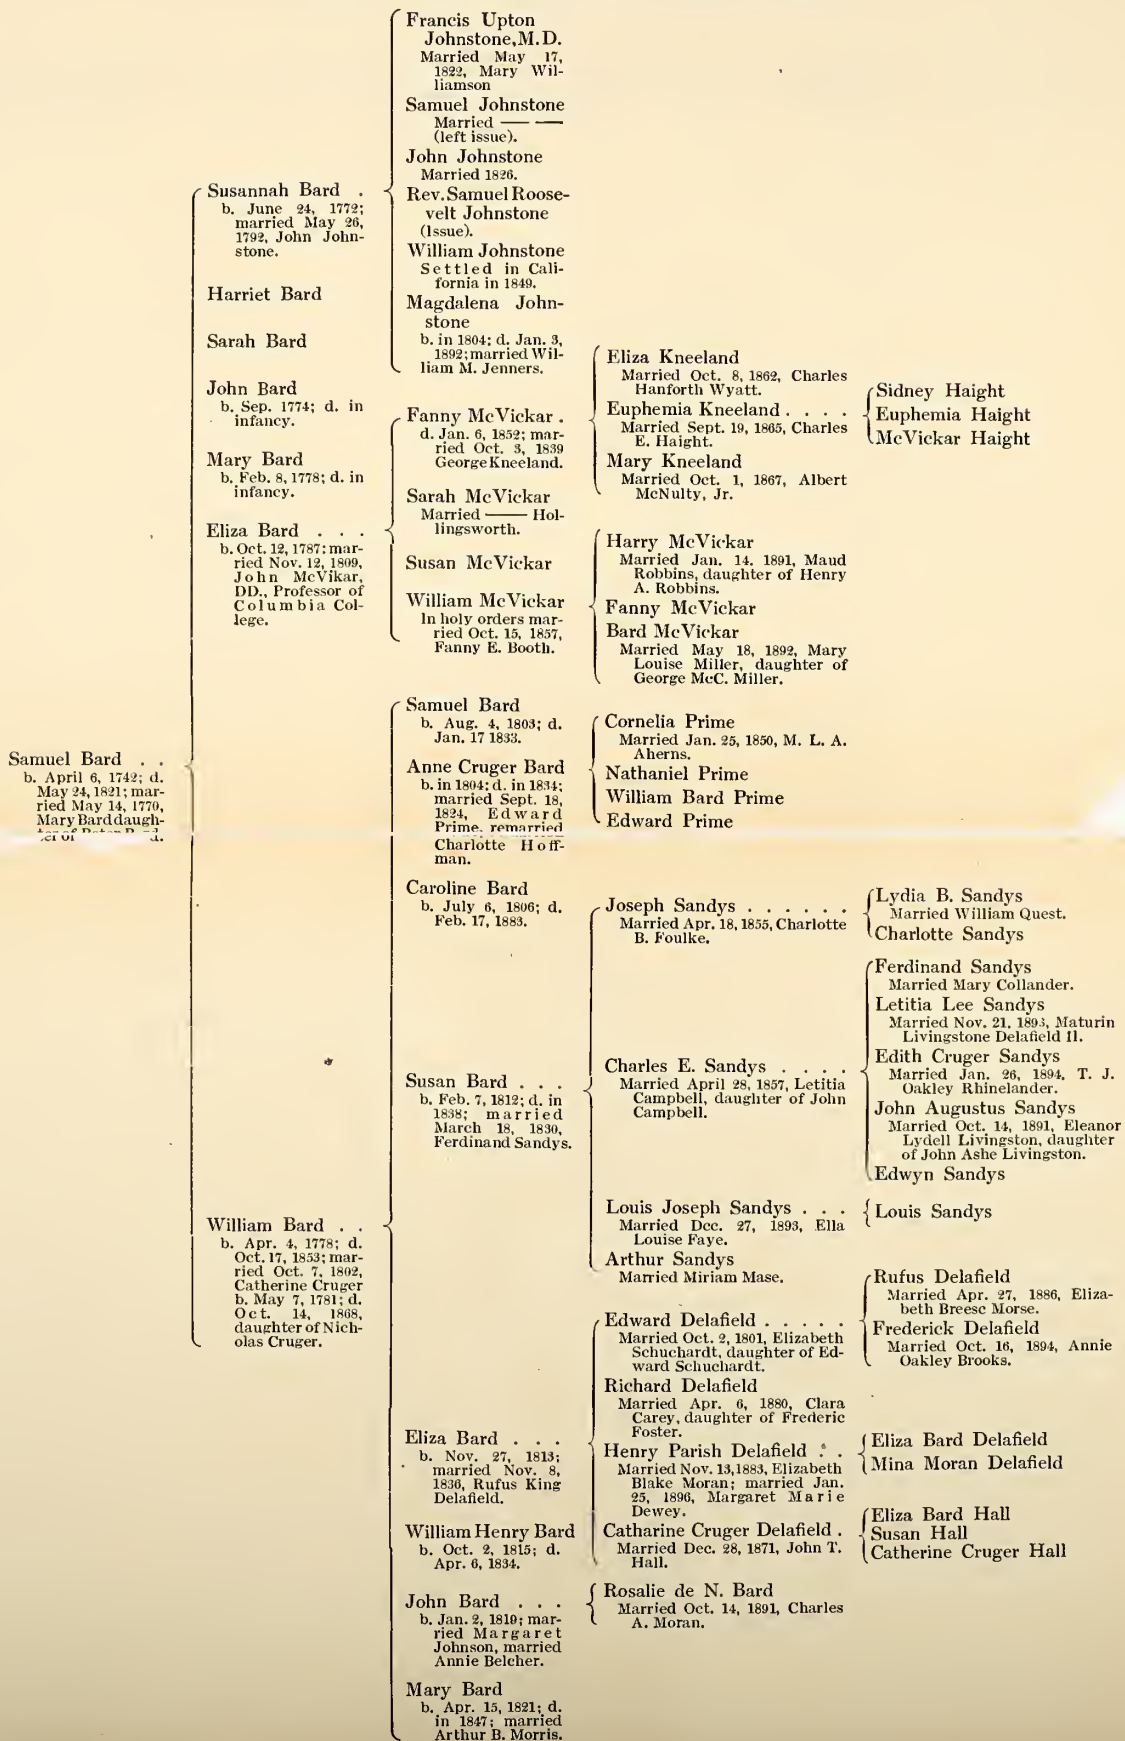 Samuel Bard . .
b. April 6, 1742; d.
May 24, 1821; mar-
ried May 14, 1770,
Mary Bard daugh-
Susannah Bard .
b. June 24, 1772;
married May 26,
1792, John John-
stone.
Harriet Bard
Sarah Bard
John Bard
b. Sep. 1774; d. in
infancy.
Mary Bard
b. Feb. 8, 1778; d. in
infancy.
Eliza Bard . . .
b. Oct. 12, 1787; mar-
ried Nov. 12, 1809,
John McVikar,
DD., Professor of
Columbia Col-
lege.
William Bard . .
b. Apr. 4, 1778; d.
Oct. 17, 1853; mar-
ried Oct. 7, 1802,
Catherine Cruger
b. May 7, 1781; d.
Oct. 14, 1868,
daughter of Nich-
olas Cruger.
Francis Upton
Johnstone, M.D.
Married May 17,
1822, Mary Wil-
liamson
Samuel Johnstone
Married —— ——
(left issue).
John Johnstone
Married 1826.
Rev. Samuel Roose-
velt Johnstone
(Issue).
William Johnstone
Settled in Cali-
fornia in 1849.
Magdalena John-
stone
b. in 1804; d. Jan. 3,
1892; married Wil-
liam M. Jenners.
Fanny McVickar .
d. Jan. 6, 1852; mar-
ried Oct. 3, 1839
George Kneeland.
Sarah McVickar
Married —— Hol-
lingsworth.
Susan McVickar
William McVickar
In holy orders mar-
ried Oct. 15, 1857,
Fanny E. Booth.
Samuel Bard
b. Aug. 4, 1803; d.
Jan. 17 1833.
Anne Cruger Bard
b. in 1804; d. in 1834;
married Sept. 18,
1824, Edward
Prime, remarried
Charlotte Hoff-
man.
Caroline Bard
b. July 6, 1806; d.
Feb. 17, 1883.
Susan Bard . . .
b. Feb. 7, 1812; d. in
1838; married
March 18, 1830,
Ferdinand Sandys.
Eliza Bard . . .
b. Nov. 27, 1813;
married Nov. 8,
1836, Rufus King
Delafield.
William Henry Bard
b. Oct. 2, 1815; d.
Apr. 6, 1834.
John Bard . . .
b. Jan. 2, 1819; mar-
ried Margaret
Johnson, married
Annie Belcher.
Mary Bard
b. Apr. 15, 1821; d.
in 1847; married
Arthur B. Morris.
Eliza Kneeland
Married Oct. 8, 1862, Charles
Hanforth Wyatt.
Euphemia Kneeland . . . .
Married Sept. 19, 1865, Charles
E. Haight.
Mary Kneeland
Married Oct. 1, 1867, Albert
McNulty, Jr.
Harry McVickar
Married Jan. 14. 1891, Maud
Robbins, daughter of Henry
A. Robbins.
Fanny McVickar
Bard McVickar
Married May 18, 1892, Mary
Louise Miller, daughter of
George McC. Miller.
Cornelia Prime
Married Jan. 25, 1850, M. L. A.
Aherns.
Nathaniel Prime
William Bard Prime
Edward Prime
Joseph Sandys . . . . . .
Married Apr. 18, 1855, Charlotte
B. Foulke.
Charles E. Sandys . . . .
Married April 28, 1857, Letitia
Campbell, daughter of John
Campbell.
Louis Joseph Sandys . . .
Married Dec. 27, 1893, Ella
Louise Faye.
Arthur Sandys
Married Miriam Mase.
Edward Delafield . . . . .
Married Oct. 2, 1801, Elizabeth
Schuchardt, daughter of Ed-
ward Schuchardt.
Richard Delafield
Married Apr. 6, 1880, Clara
Carey, daughter of Frederic
Foster.
Henry Parish Delafield . .
Married Nov. 13, 1883, Elizabeth
Blake Moran; married Jan.
25, 1896, Margaret Marie
Dewey.
Catharine Cruger Delafield .
Married Dec. 28, 1871, John T.
Hall.
Rosalie de N. Bard
Married Oct. 14, 1891, Charles
A. Moran.
Sidney Haight
Euphemia Haight
McVickar Haight
Lydia B. Sandys
Married William Quest.
Charlotte Sandys
Ferdinand Sandys
Married Mary Collander.
Letitia Lee Sandys
Married Nov. 21. 1893, Maturin
Livingstone Delafield II.
Edith Cruger Sandys
Married Jan. 26, 1894. T. J.
Oakley Rhinelander.
John Augustus Sandys
Married Oct. 14, 1891, Eleanor
Lydell Livingston, daughter
of John Ashe Livingston.
Edwyn Sandys
Louis Sandys
Rufus Delafield
Married Apr. 27, 1886, Eliza-
beth Breese Morse.
Frederick Delafield
Married Oct. 16, 1894, Annie
Oakley Brooks.
Eliza Bard Delafield
Mina Moran Delafield
Eliza Bard Hall
Susan Hall
Catherine Cruger Hall